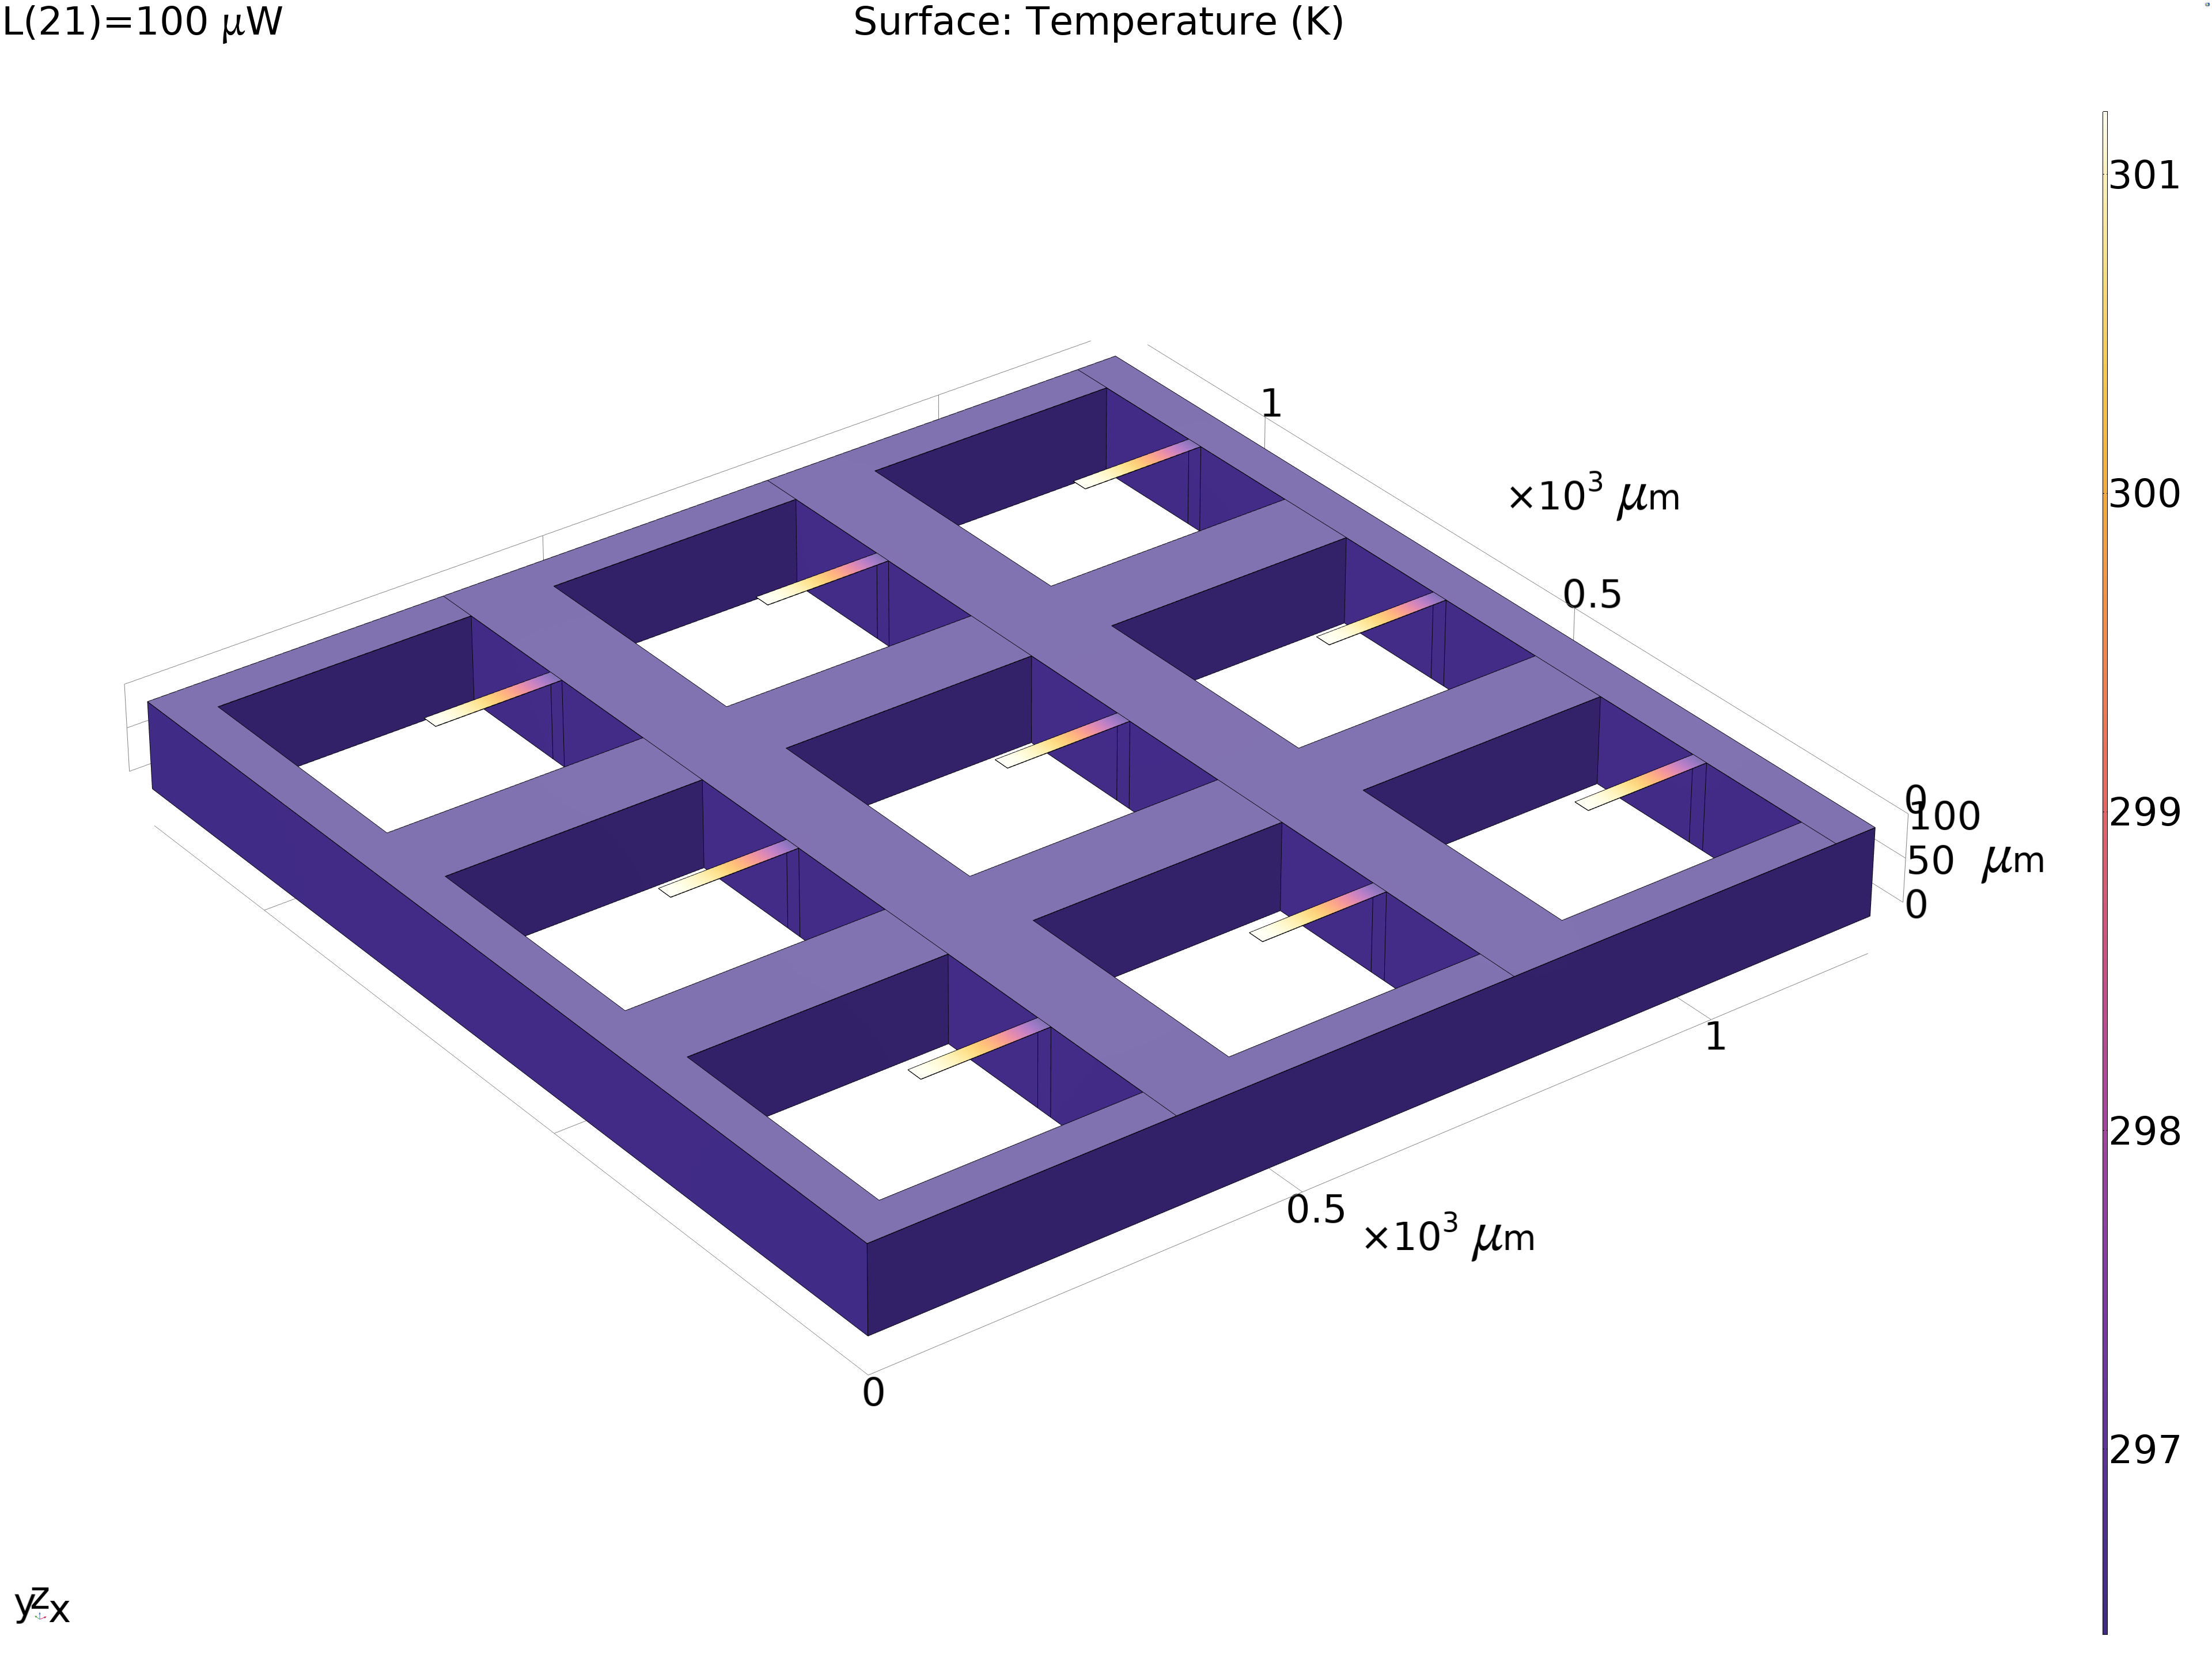 L(21)=100 μW
Surface: Temperature (K)
301
300
299
298
297
1
×10³ μm
0.5
0
100
50 μm
0
1
0.5
×10³ μm
0
y z x